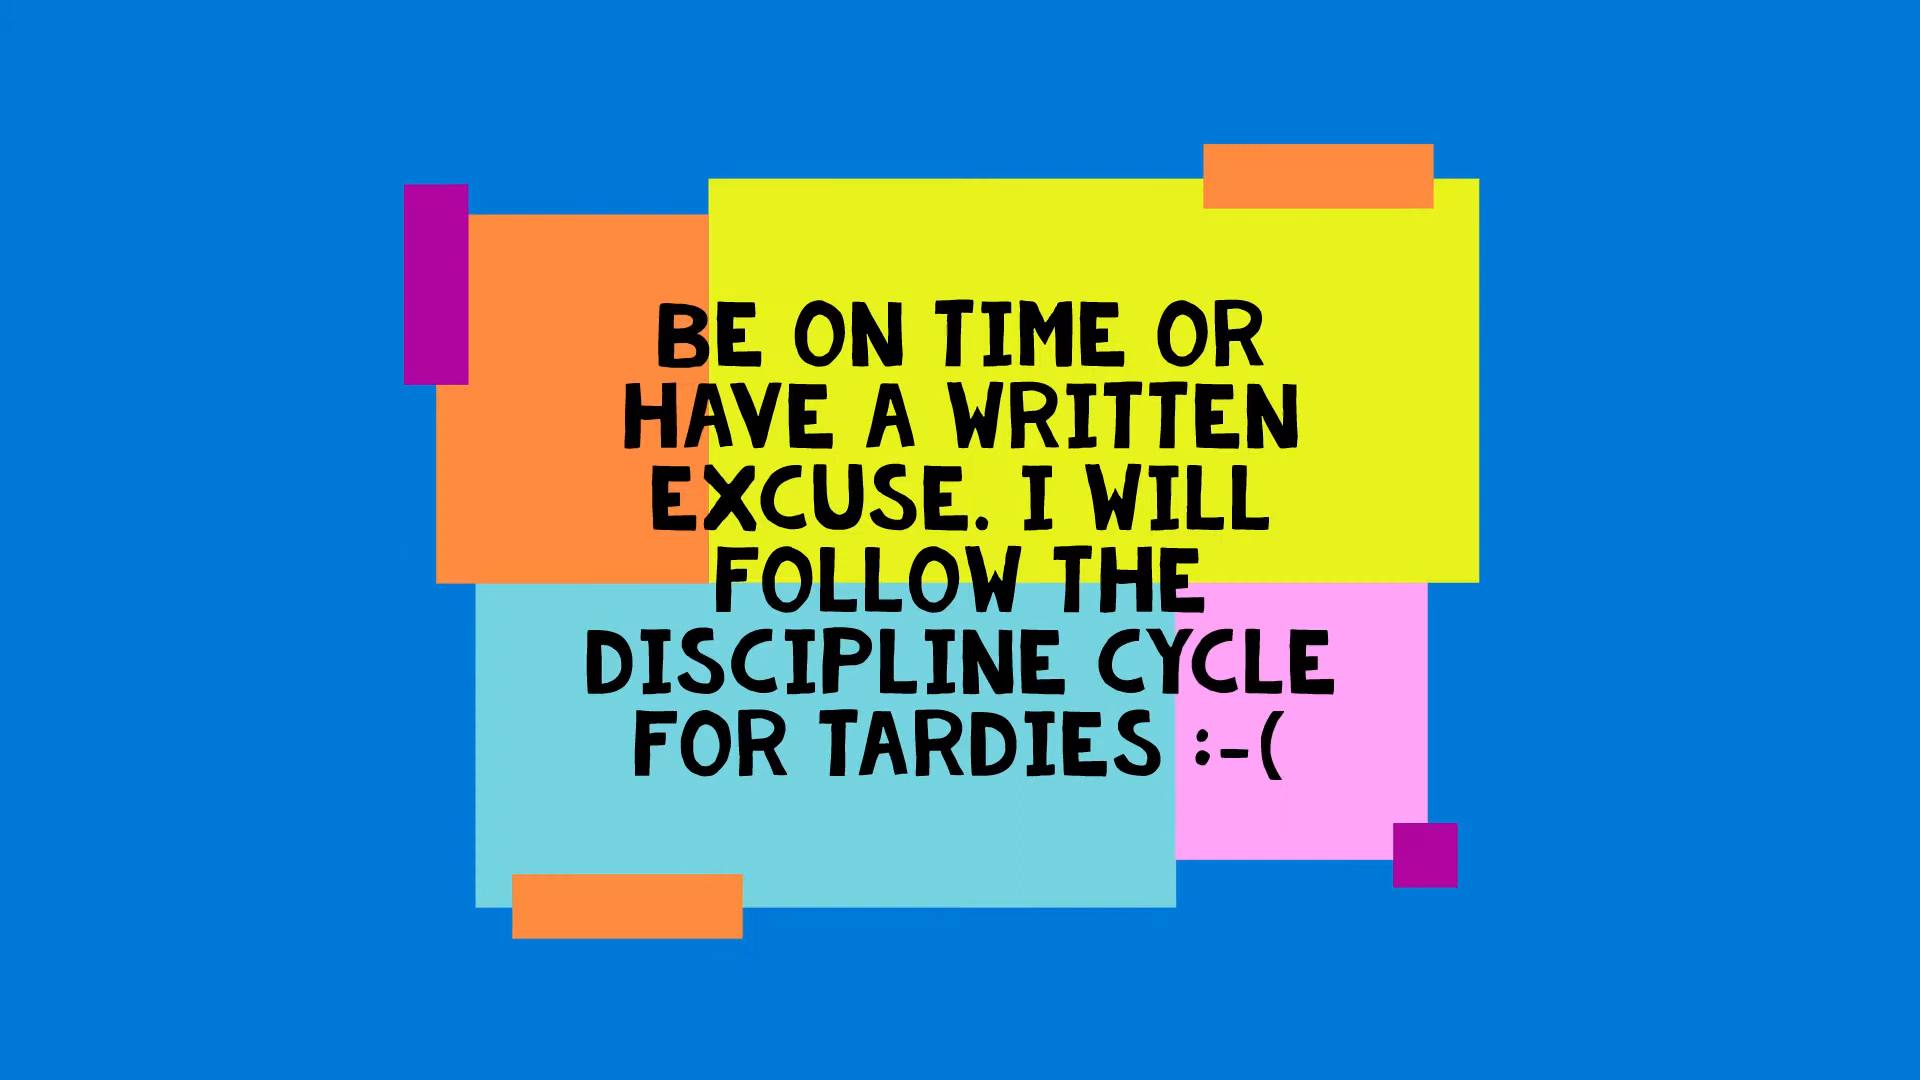 BE ON TIME OR
HAVE A WRITTEN
EXCUSE. I WILL
FOLLOW THE
DISCIPLINE CYCLE
FOR TARDIES :-(